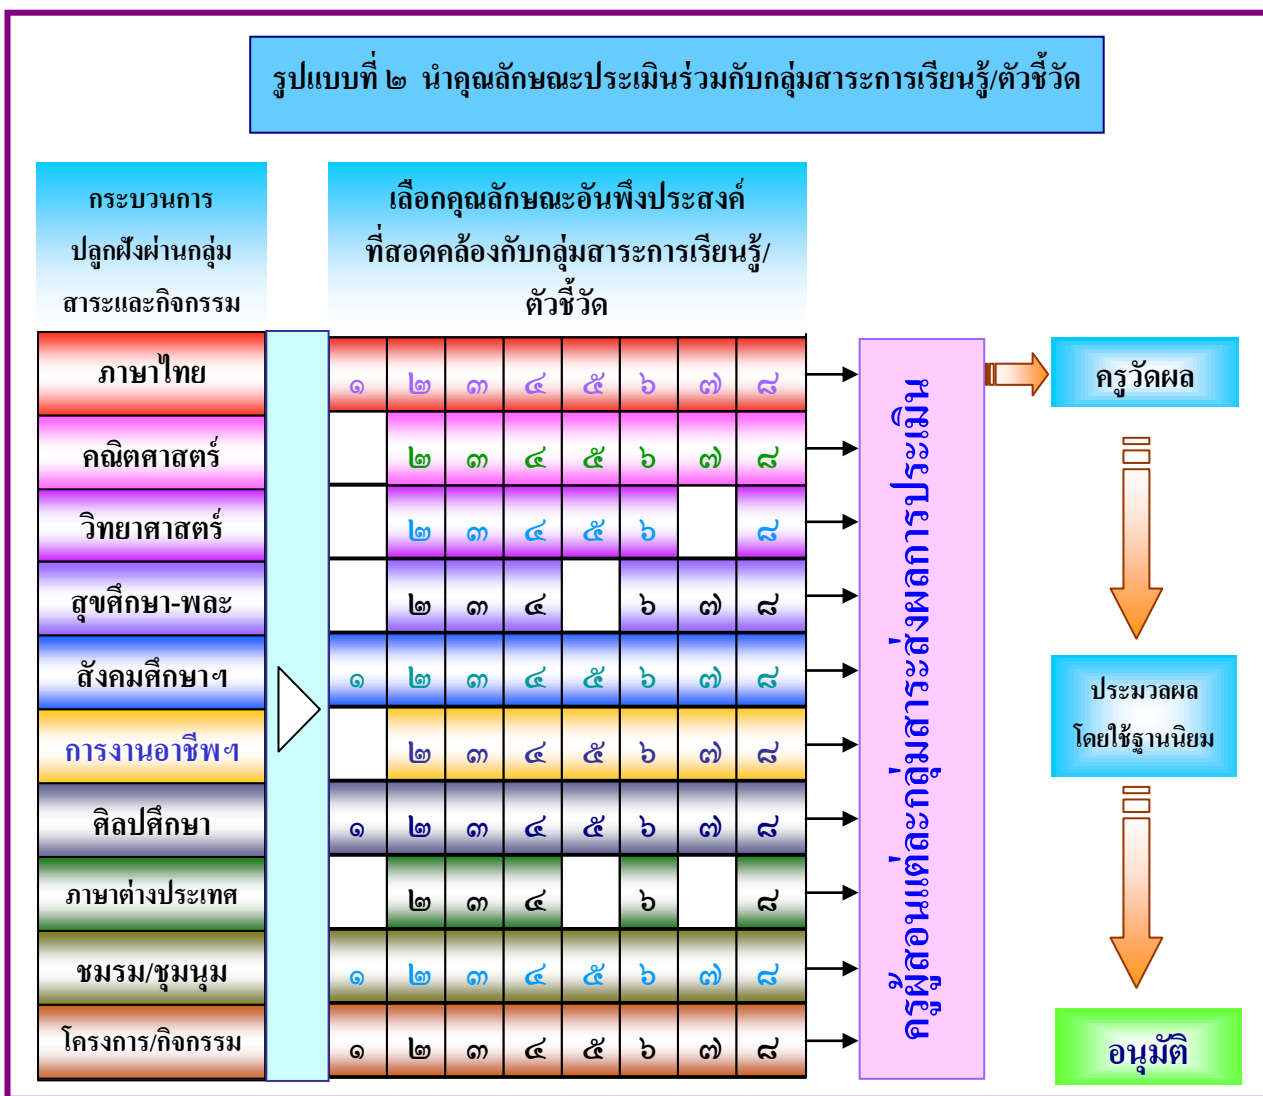 รูปแบบที่ ๒ นำคุณลักษณะประเมินร่วมกับกลุ่มสาระการเรียนรู้/ตัวชี้วัด
กระบวนการ
ปลูกฝังผ่านกลุ่ม
สาระและกิจกรรม
เลือกคุณลักษณะอันพึงประสงค์
ที่สอดคล้องกับกลุ่มสาระการเรียนรู้/
ตัวชี้วัด
ภาษาไทย ๑ ๒ ๓ ๔ ๕ ๖ ๗ ๘
คณิตศาสตร์ ๒ ๓ ๔ ๕ ๖ ๗ ๘
วิทยาศาสตร์ ๒ ๓ ๔ ๕ ๖ ๘
สุขศึกษา-พละ ๒ ๓ ๔ ๖ ๗ ๘
สังคมศึกษาฯ ๑ ๒ ๓ ๔ ๕ ๖ ๗ ๘
การงานอาชีพฯ ๒ ๓ ๔ ๕ ๖ ๗ ๘
ศิลปศึกษา ๑ ๒ ๓ ๔ ๕ ๖ ๗ ๘
ภาษาต่างประเทศ ๒ ๓ ๔ ๖ ๘
ชมรม/ชุมนุม ๑ ๒ ๓ ๔ ๕ ๖ ๗ ๘
โครงการ/กิจกรรม ๑ ๒ ๓ ๔ ๕ ๖ ๗ ๘
ครูผู้สอนแต่ละกลุ่มสาระส่งผลการประเมิน
ครูวัดผล
ประมวลผล
โดยใช้ฐานนิยม
อนุมัติ